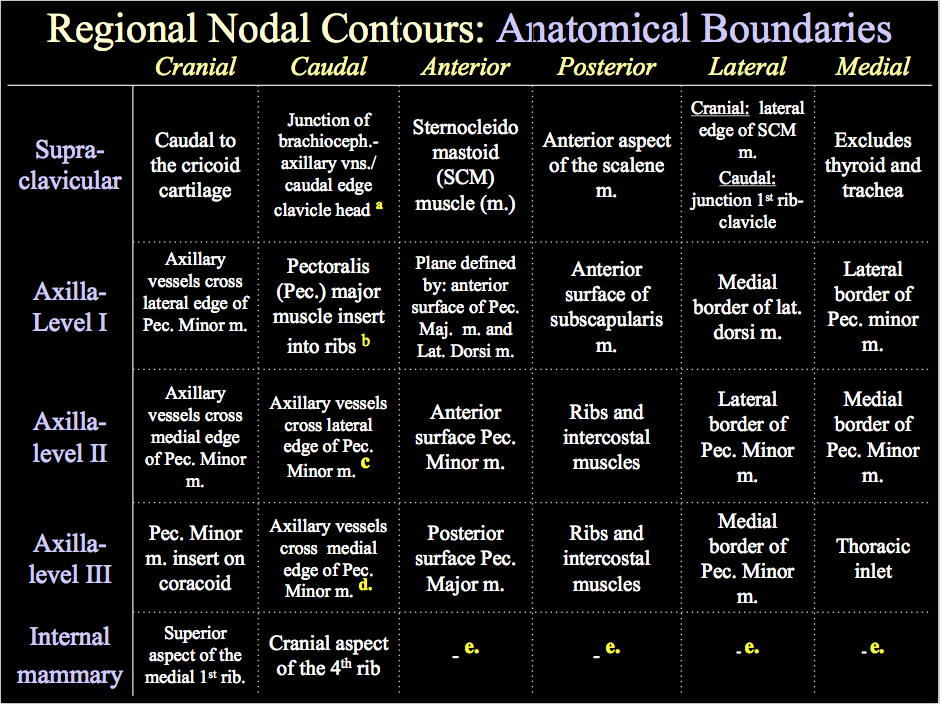 Regional Nodal Contours: Anatomical Boundaries
Cranial Caudal Anterior Posterior Lateral Medial
Supra-
clavicular
Caudal to
the cricoid
cartilage
Junction of
brachioceph.-
axillary vns./
caudal edge
clavicle head a
Sternocleido
mastoid
(SCM)
muscle (m.)
Anterior aspect
of the scalene
m.
Cranial: lateral
edge of SCM
m.
Caudal:
junction 1st rib-
clavicle
Excludes
thyroid and
trachea
Axilla-
Level I
Axillary
vessels cross
lateral edge of
Pec. Minor m.
Pectoralis
(Pec.) major
muscle insert
into ribs b
Plane defined
by: anterior
surface of Pec.
Maj. m. and
Lat. Dorsi m.
Anterior
surface of
subscapularis
m.
Medial
border of lat.
dorsi m.
Lateral
border of
Pec. minor
m.
Axilla-
level II
Axillary
vessels cross
medial edge
of Pec. Minor
m.
Axillary vessels
cross lateral
edge of Pec.
Minor m. c
Anterior
surface Pec.
Minor m.
Ribs and
intercostal
muscles
Lateral
border of
Pec. Minor
m.
Medial
border of
Pec. Minor
m.
Axilla-
level III
Pec. Minor
m. insert on
coracoid
Axillary vessels
cross medial
edge of Pec.
Minor m. d.
Posterior
surface Pec.
Major m.
Ribs and
intercostal
muscles
Medial
border of
Pec. Minor
m.
Thoracic
inlet
Internal
mammary
Superior
aspect of the
medial 1st rib.
Cranial aspect
of the 4th rib
- e.
- e.
- e.
- e.